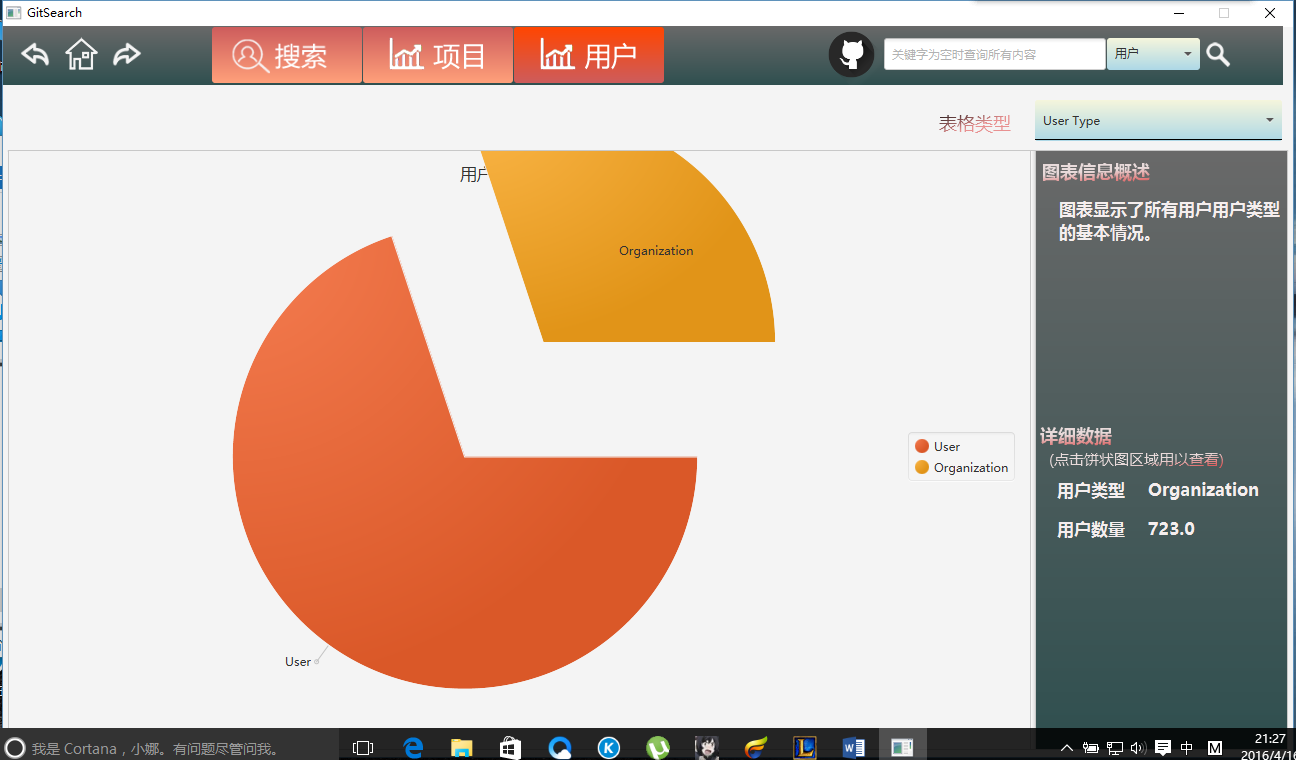 GitSearch
搜索
项目
用户
关键字为空时查询所有内容
用户
表格类型
User Type
用户
Organization
User
User
Organization
图表信息概述
图表显示了所有用户用户类型
的基本情况。
详细数据
(点击饼状图区域用以查看)
用户类型 Organization
用户数量 723.0
我是 Cortana，小娜。有问题尽管问我。
中
M
21:27
2016/4/16